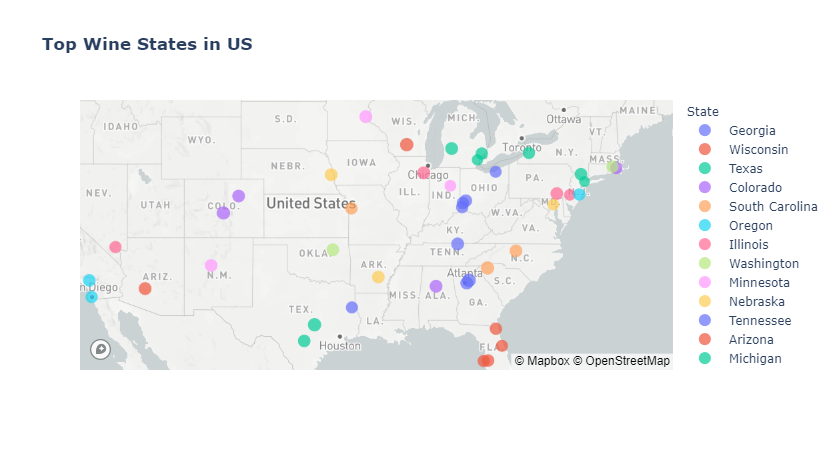 Top Wine States in US
IDAHO
S.D.
WIS.
MICH.
Ottawa
MAINE
WYO.
Toronto
VT.
N.Y.
MASS.
NEBR.
IOWA
Chicago
PA.
NEV.
UTAH
COLO.
United States
ILL.
IND.
OHIO
W.VA.
KY.
VA.
OKLA.
TENN.
N.C.
n Diego
ARIZ.
N.M.
ARK.
Atlanta
S.C.
MISS.
ALA.
GA.
TEX.
LA.
Houston
FLA.
© Mapbox © OpenStreetMap
State
Georgia
Wisconsin
Texas
Colorado
South Carolina
Oregon
Illinois
Washington
Minnesota
Nebraska
Tennessee
Arizona
Michigan